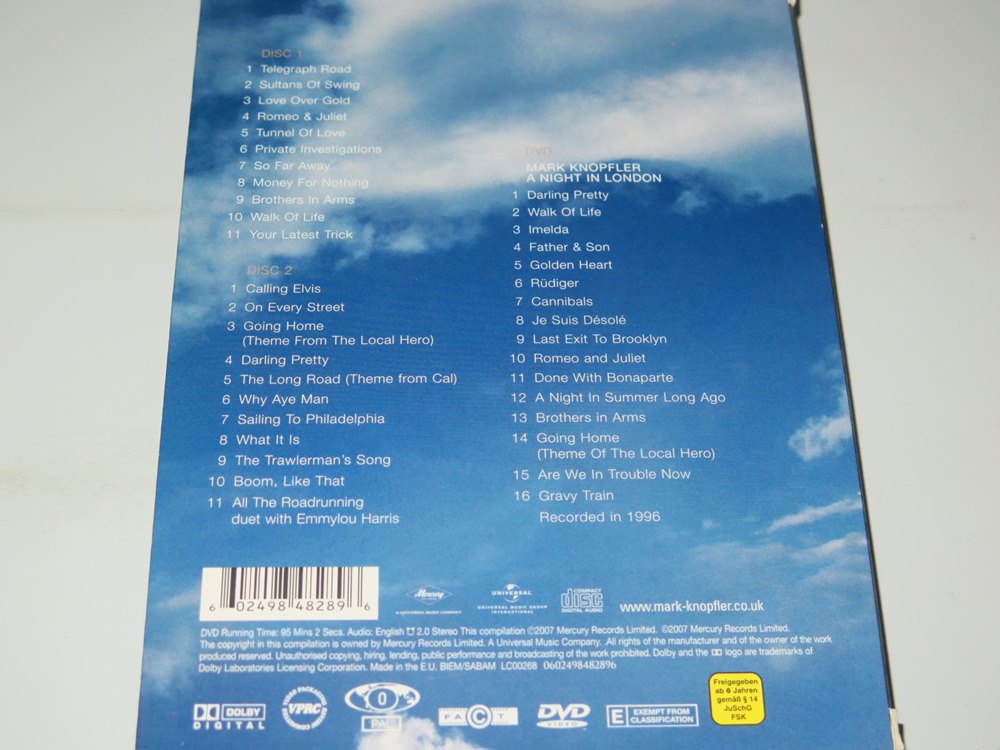 DISC 1
1 Telegraph Road
2 Sultans Of Swing
3 Love Over Gold
4 Romeo & Juliet
5 Tunnel Of Love
6 Private Investigations
7 So Far Away
8 Money For Nothing
9 Brothers In Arms
10 Walk Of Life
11 Your Latest Trick
DISC 2
1 Calling Elvis
2 On Every Street
3 Going Home
(Theme From The Local Hero)
4 Darling Pretty
5 The Long Road (Theme from Cal)
6 Why Aye Man
7 Sailing To Philadelphia
8 What It Is
9 The Trawlerman's Song
10 Boom, Like That
11 All The Roadrunning
duet with Emmylou Harris
DVD
MARK KNOPFLER
A NIGHT IN LONDON
1 Darling Pretty
2 Walk Of Life
3 Imelda
4 Father & Son
5 Golden Heart
6 Rüdiger
7 Cannibals
8 Je Suis Désolé
9 Last Exit To Brooklyn
10 Romeo and Juliet
11 Done With Bonaparte
12 A Night In Summer Long Ago
13 Brothers in Arms
14 Going Home
(Theme Of The Local Hero)
15 Are We In Trouble Now
16 Gravy Train
Recorded in 1996
6 02498 48289 6
Mercury
A UNIVERSAL MUSIC COMPANY
UNIVERSAL
UNIVERSAL MUSIC GROUP
INTERNATIONAL
COMPACT
disc
DIGITAL AUDIO
www.mark-knopfler.co.uk
DVD Running Time: 95 Mins 2 Secs. Audio: English 2.0 Stereo This compilation ℗2007 Mercury Records Limited. ©2007 Mercury Records Limited.
The copyright in this compilation is owned by Mercury Records Limited. A Universal Music Company. .All rights of the manufacturer and of the owner of the work
produced reserved. Unauthorised copying, hiring, lending, public performance and broadcasting of the work prohibited. Dolby and the logo are trademarks of
Dolby Laboratories Licensing Corporation. Made in the E.U. BIEM/SABAM LC00268 0602498482896
DOLBY
DIGITAL
VPRC
0
PAL
FACT
DVD
VIDEO
E EXEMPT FROM
CLASSIFICATION
Freigegeben
ab 6 Jahren
gemäß § 14
JuSchG
FSK